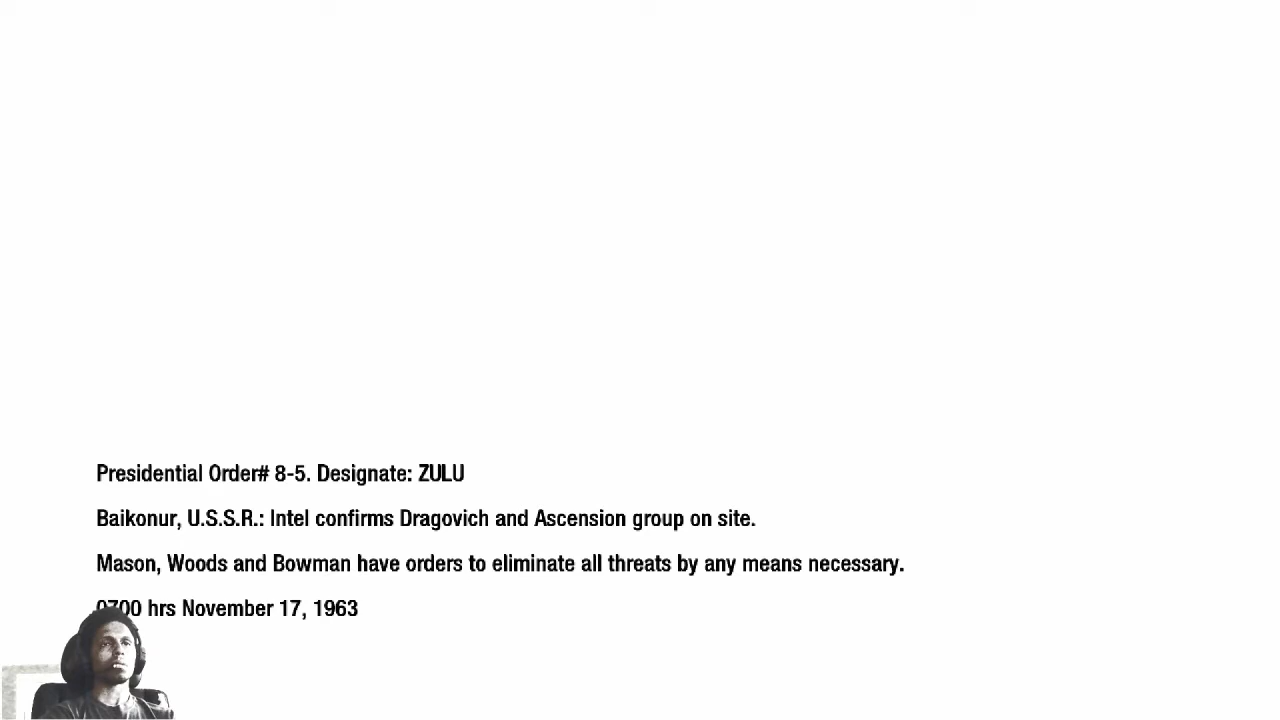 Presidential Order# 8-5. Designate: ZULU
Baikonur, U.S.S.R.: Intel confirms Dragovich and Ascension group on site.
Mason, Woods and Bowman have orders to eliminate all threats by any means necessary.
0700 hrs November 17, 1963